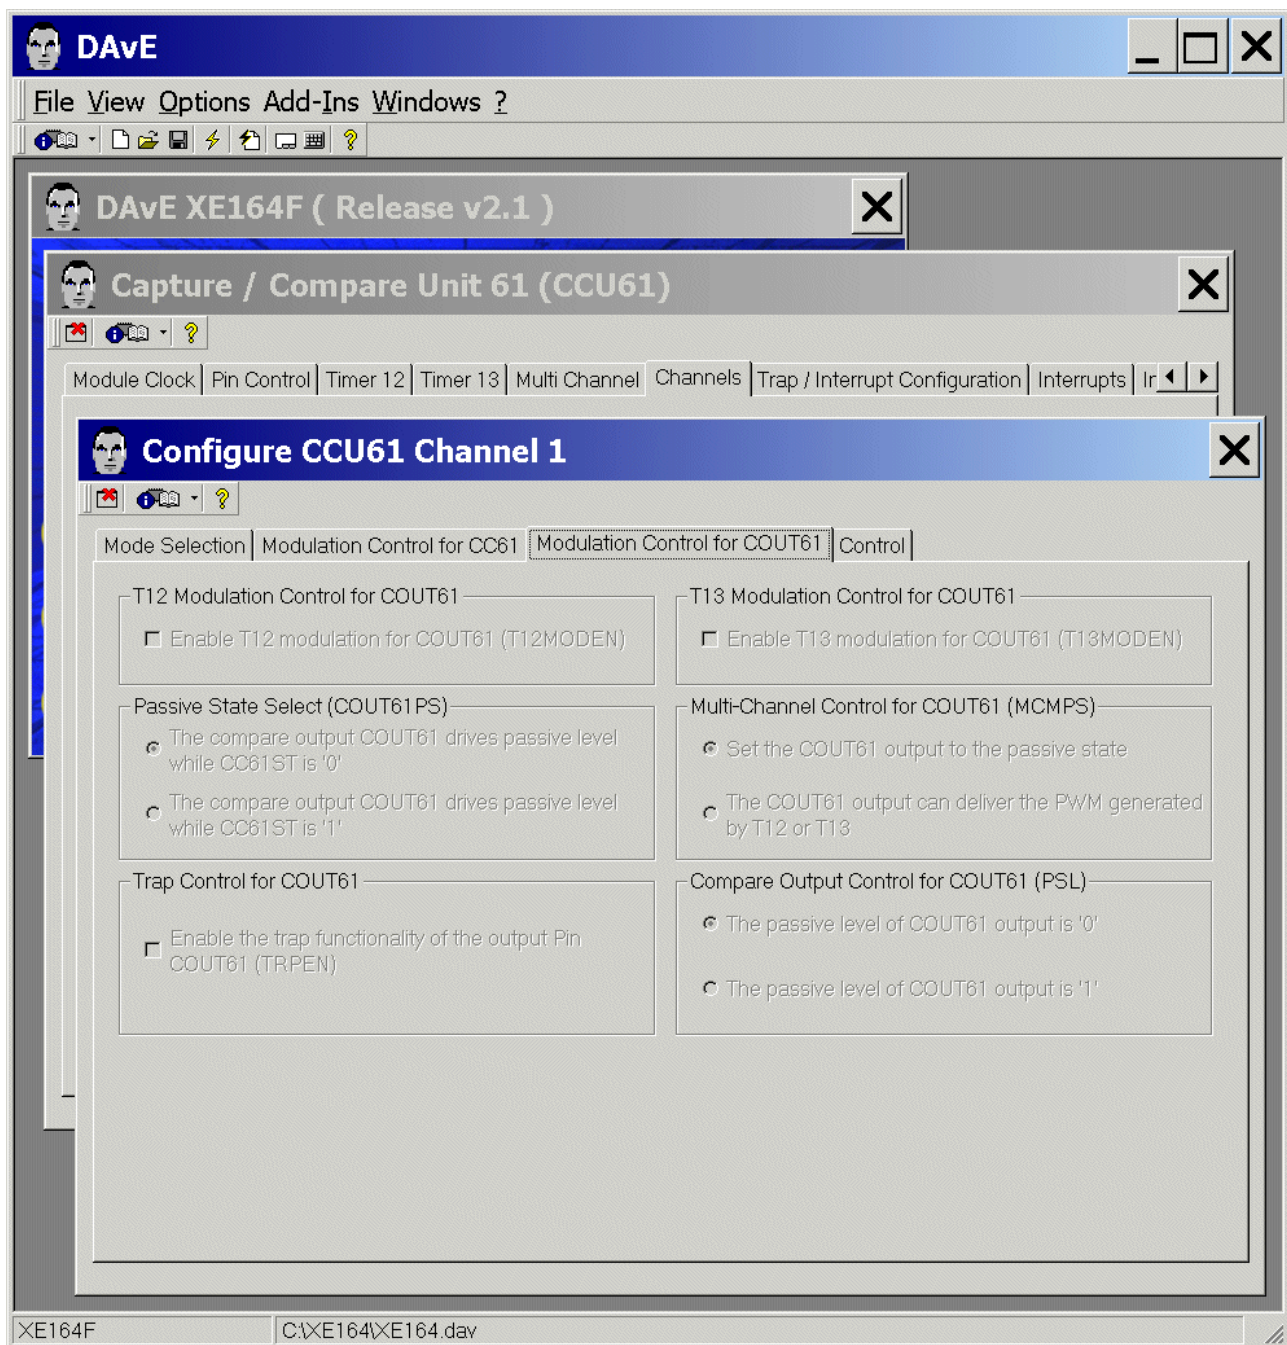 DAvE
File View Options Add-Ins Windows ?
DAvE XE164F ( Release v2.1 )
Capture / Compare Unit 61 (CCU61)
Module Clock Pin Control Timer 12 Timer 13 Multi Channel Channels Trap / Interrupt Configuration Interrupts
Configure CCU61 Channel 1
Mode Selection Modulation Control for CC61 Modulation Control for COUT61 Control
T12 Modulation Control for COUT61
Enable T12 modulation for COUT61 (T12MODEN)
T13 Modulation Control for COUT61
Enable T13 modulation for COUT61 (T13MODEN)
Passive State Select (COUT61PS)
The compare output COUT61 drives passive level
while CC61ST is '0'
The compare output COUT61 drives passive level
while CC61ST is '1'
Multi-Channel Control for COUT61 (MCMPS)
Set the COUT61 output to the passive state
The COUT61 output can deliver the PWM generated
by T12 or T13
Trap Control for COUT61
Enable the trap functionality of the output Pin
COUT61 (TRPEN)
Compare Output Control for COUT61 (PSL)
The passive level of COUT61 output is '0'
The passive level of COUT61 output is '1'
XE164F C:\XE164\XE164.dav